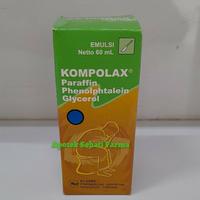 EMULSI
Netto 60 mL
KOMPOLAX®
Paraffin
Phenolphtalein
Glycerol
Apotek Sehati Farma